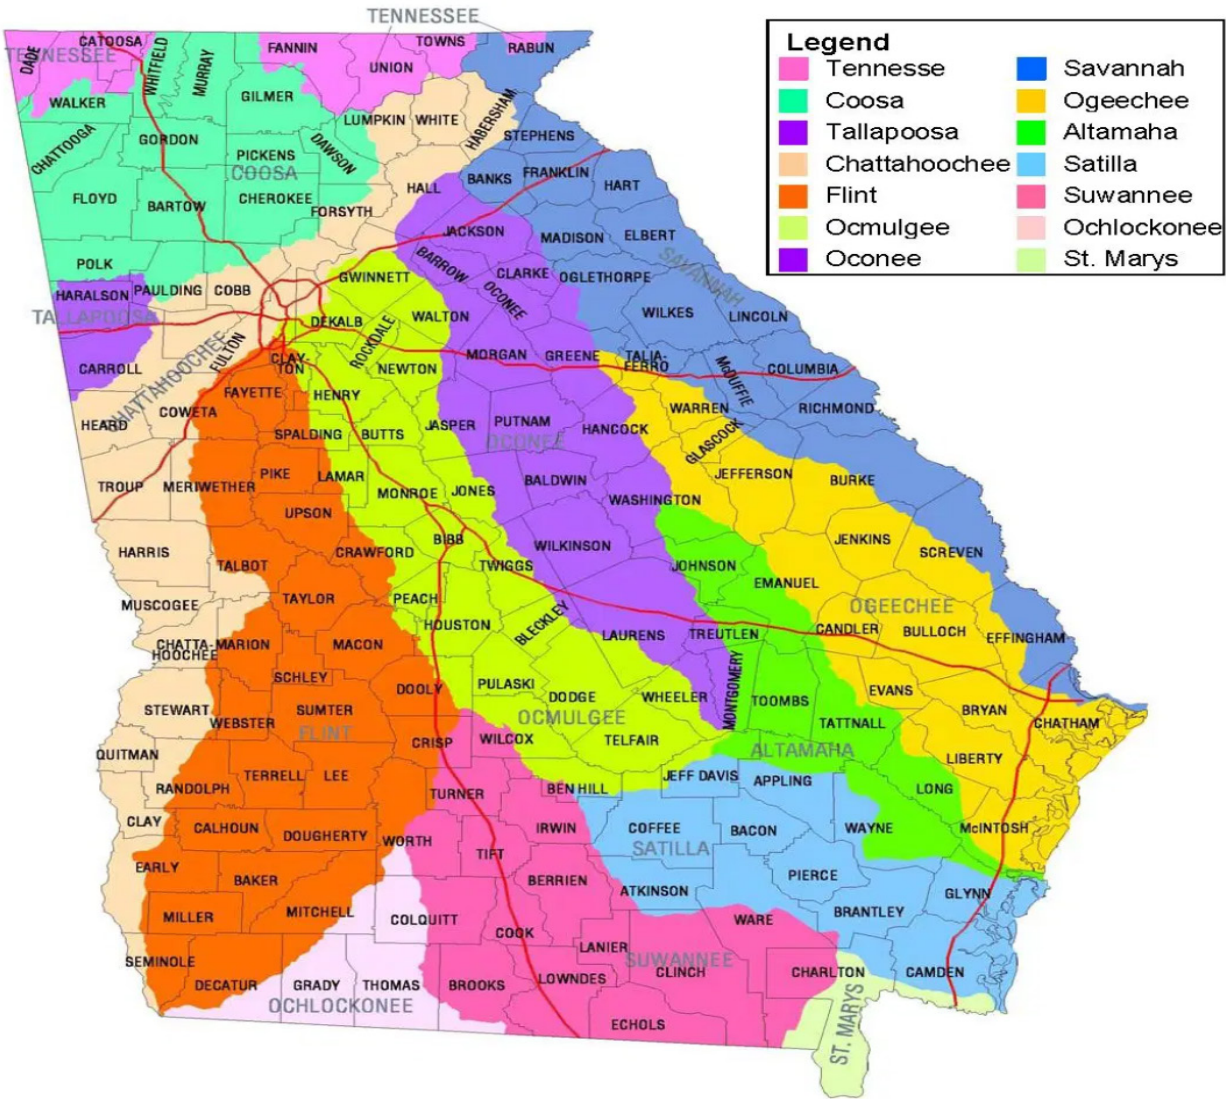 TENNESSEE
Legend
Tennesse
Coosa
Tallapoosa
Chattahoochee
Flint
Ocmulgee
Oconee
Savannah
Ogeechee
Altamaha
Satilla
Suwannee
Ochlockonee
St. Marys
DADE
CATOOSA
TENNESSEE
WHITFIELD
MURRAY
FANNIN
TOWNS
UNION
RABUN
WALKER
GILMER
LUMPKIN
WHITE
HABERSHAM
STEPHENS
CHATTOOGA
GORDON
PICKENS
DAWSON
COOSA
BANKS
FRANKLIN
HART
HALL
FLOYD
BARTOW
CHEROKEE
FORSYTH
JACKSON
MADISON
ELBERT
SAVANNAH
POLK
BARROW
CLARKE
OGLETHORPE
GWINNETT
OCONEE
HARALSON
PAULDING
COBB
TALLAPOOSA
DEKALB
WALTON
WILKES
LINCOLN
FULTON
ROCKDALE
CHATTAHOOCHEE
CLAY-
TON
NEWTON
MORGAN
GREENE
TALIA-
FERRO
McDUFFIE
COLUMBIA
CARROLL
FAYETTE
HENRY
WARREN
RICHMOND
COWETA
HEARD
SPALDING
BUTTS
JASPER
PUTNAM
OCONEE
HANCOCK
GLASCOCK
TROUP
MERIWETHER
PIKE
LAMAR
MONROE
JONES
BALDWIN
WASHINGTON
JEFFERSON
BURKE
UPSON
HARRIS
TALBOT
CRAWFORD
BIBB
TWIGGS
WILKINSON
JOHNSON
JENKINS
SCREVEN
EMANUEL
MUSCOGEE
TAYLOR
PEACH
HOUSTON
BLECKLEY
LAURENS
TREUTLEN
CANDLER
OGEECHEE
BULLOCH
EFFINGHAM
CHATTA-
HOOCHEE
MARION
MACON
SCHLEY
DOOLY
PULASKI
DODGE
WHEELER
MONTGOMERY
TOOMBS
EVANS
STEWART
WEBSTER
SUMTER
FLINT
OCMULGEE
TATTNALL
BRYAN
CHATHAM
QUITMAN
CRISP
WILCOX
TELFAIR
ALTAMAHA
LIBERTY
RANDOLPH
TERRELL
LEE
TURNER
BEN HILL
JEFF DAVIS
APPLING
LONG
CLAY
CALHOUN
DOUGHERTY
WORTH
IRWIN
COFFEE
BACON
WAYNE
McINTOSH
SATILLA
EARLY
BAKER
TIFT
BERRIEN
ATKINSON
PIERCE
GLYNN
MILLER
MITCHELL
COLQUITT
COOK
WARE
BRANTLEY
SEMINOLE
DECATUR
GRADY
THOMAS
BROOKS
LANIER
SUWANNEE
LOWNDES
CLINCH
CHARLTON
CAMDEN
OCHLOCKONEE
ECHOLS
ST. MARYS